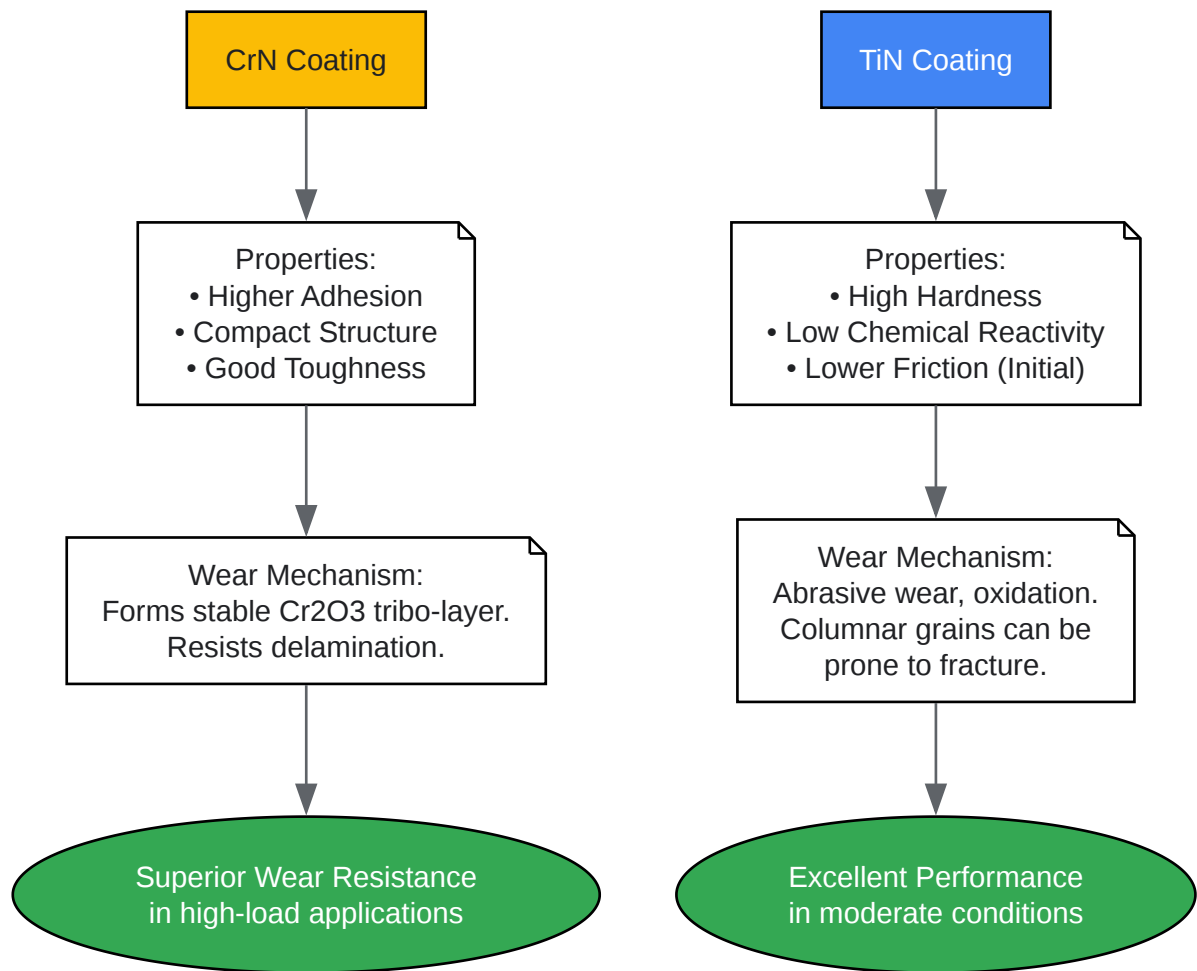 CrN Coating
TiN Coating
Properties:
• Higher Adhesion
• Compact Structure
• Good Toughness
Properties:
• High Hardness
• Low Chemical Reactivity
• Lower Friction (Initial)
Wear Mechanism:
Forms stable Cr2O3 tribo-layer.
Resists delamination.
Wear Mechanism:
Abrasive wear, oxidation.
Columnar grains can be
prone to fracture.
Superior Wear Resistance
in high-load applications
Excellent Performance
in moderate conditions